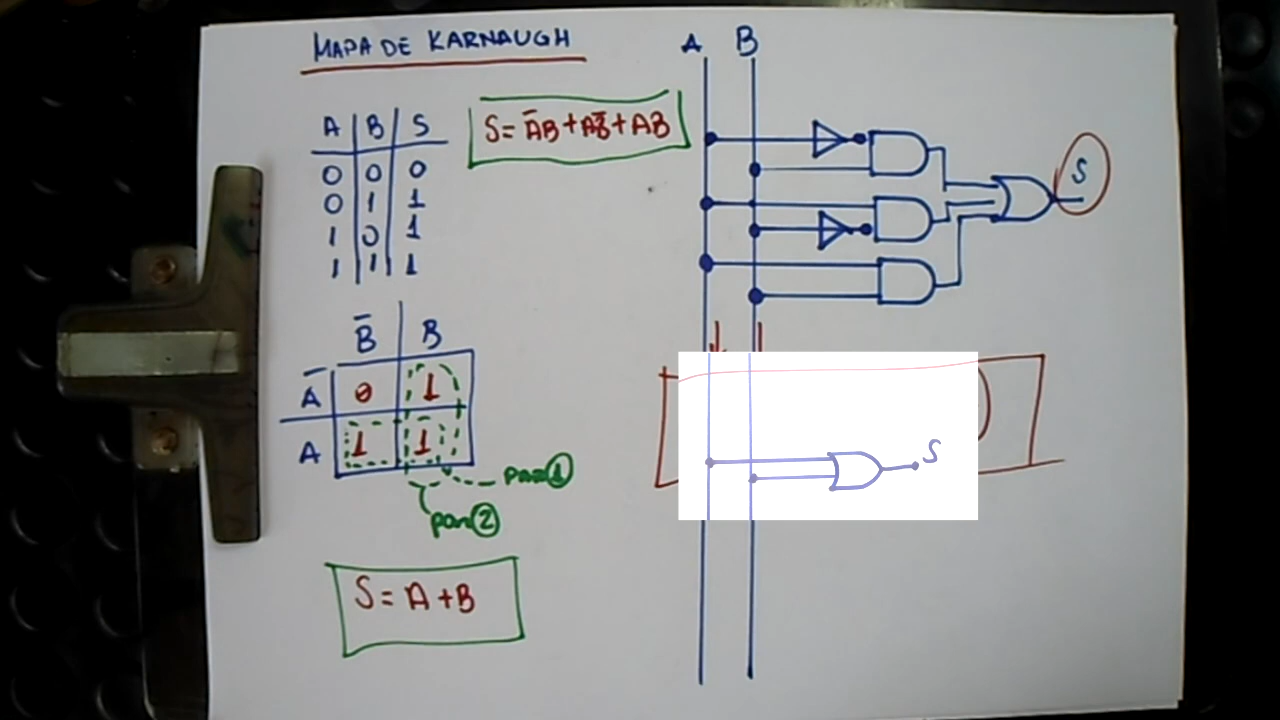 MAPA DE KARNAUGH
A B S
0 0 0
0 1 1
1 0 1
1 1 1
S = A̅B + AB̅ + AB
B̅ B
A̅ 0 1
A 1 1
par 1
par 2
S = A + B
A B
S
S